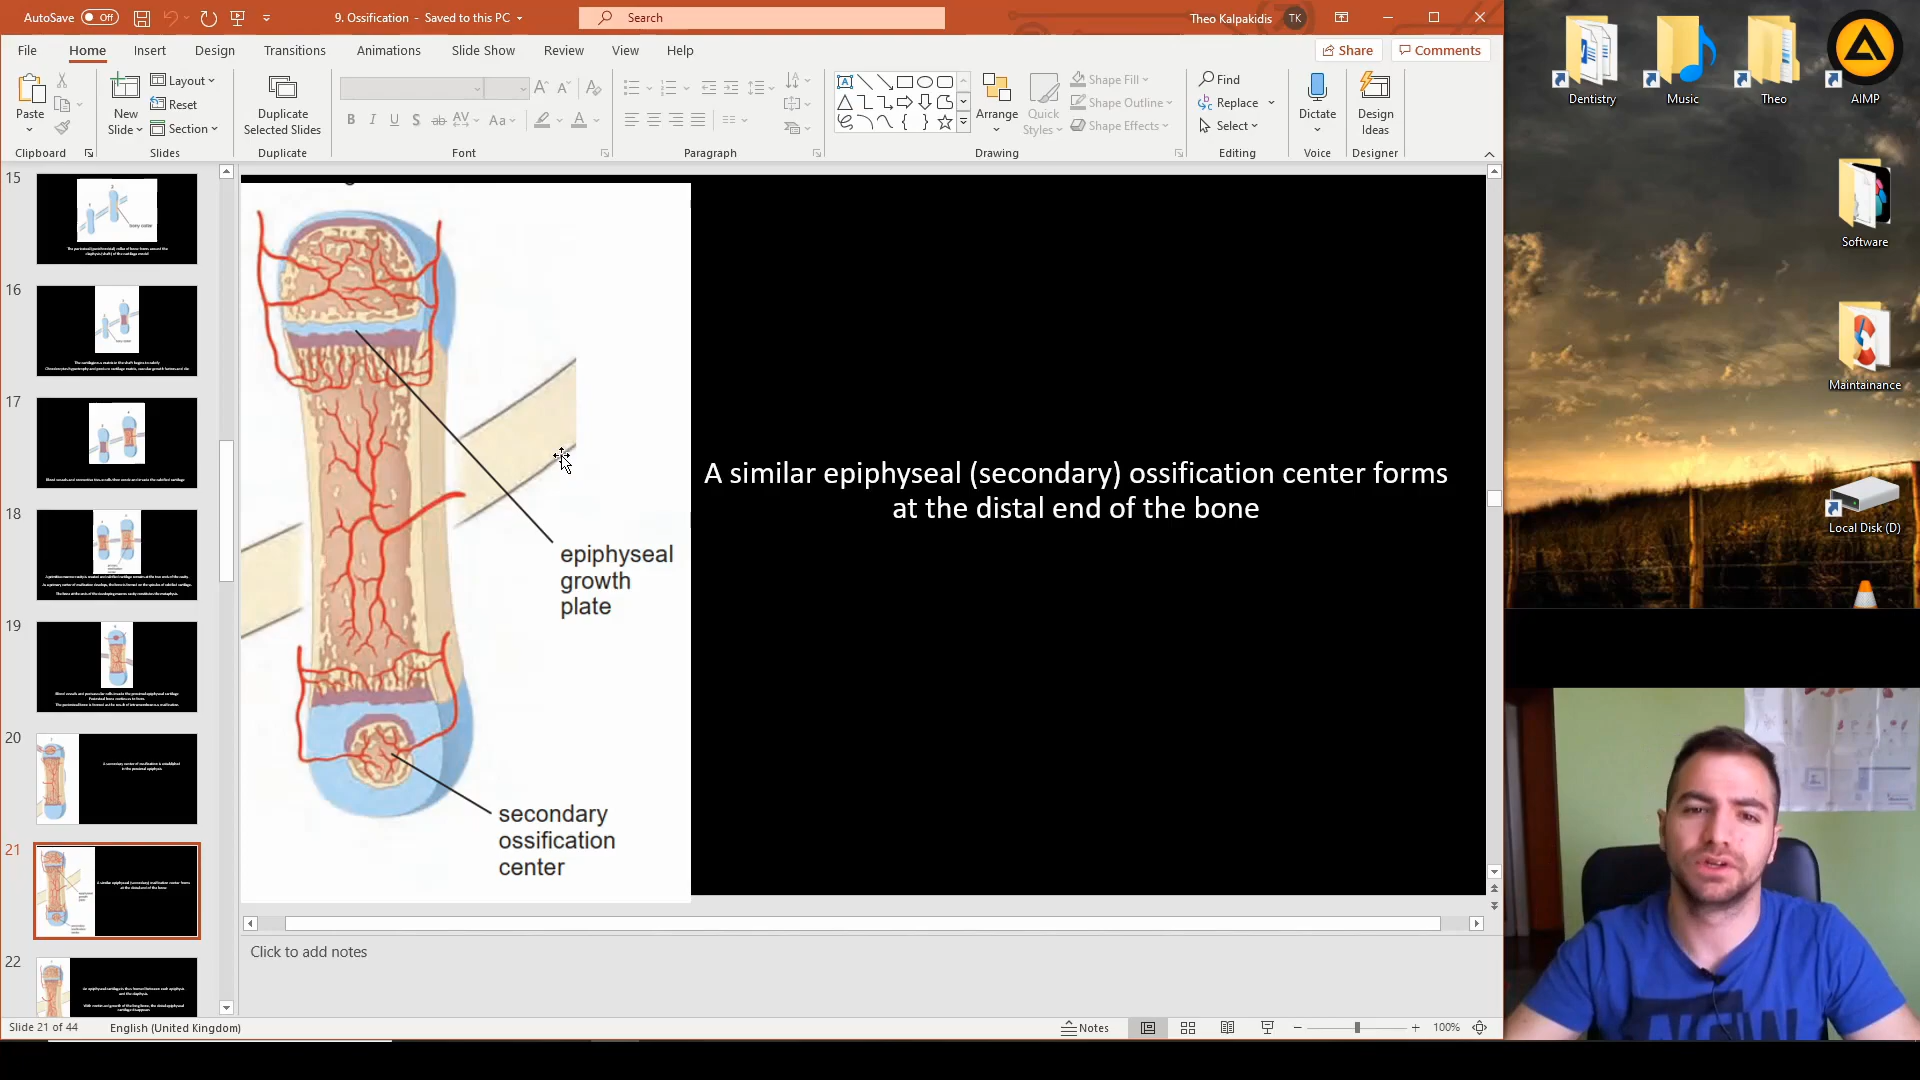 AutoSave Off
9. Ossification - Saved to this PC
Search
Theo Kalpakidis TK
File Home Insert Design Transitions Animations Slide Show Review View Help
Share Comments
Paste
New Slide
Layout
Reset
Section
Duplicate Selected Slides
Arrange
Quick Styles
Shape Fill
Shape Outline
Shape Effects
Find
Replace
Select
Dictate
Design Ideas
Clipboard Slides Duplicate Font Paragraph Drawing Editing Voice Designer
15
16
17
18
19
20
21
22
epiphyseal
growth
plate
secondary
ossification
center
A similar epiphyseal (secondary) ossification center forms
at the distal end of the bone
Click to add notes
Slide 21 of 44 English (United Kingdom) Notes 100%
Dentistry
Music
Theo
AIMP
Software
Maintainance
Local Disk (D)